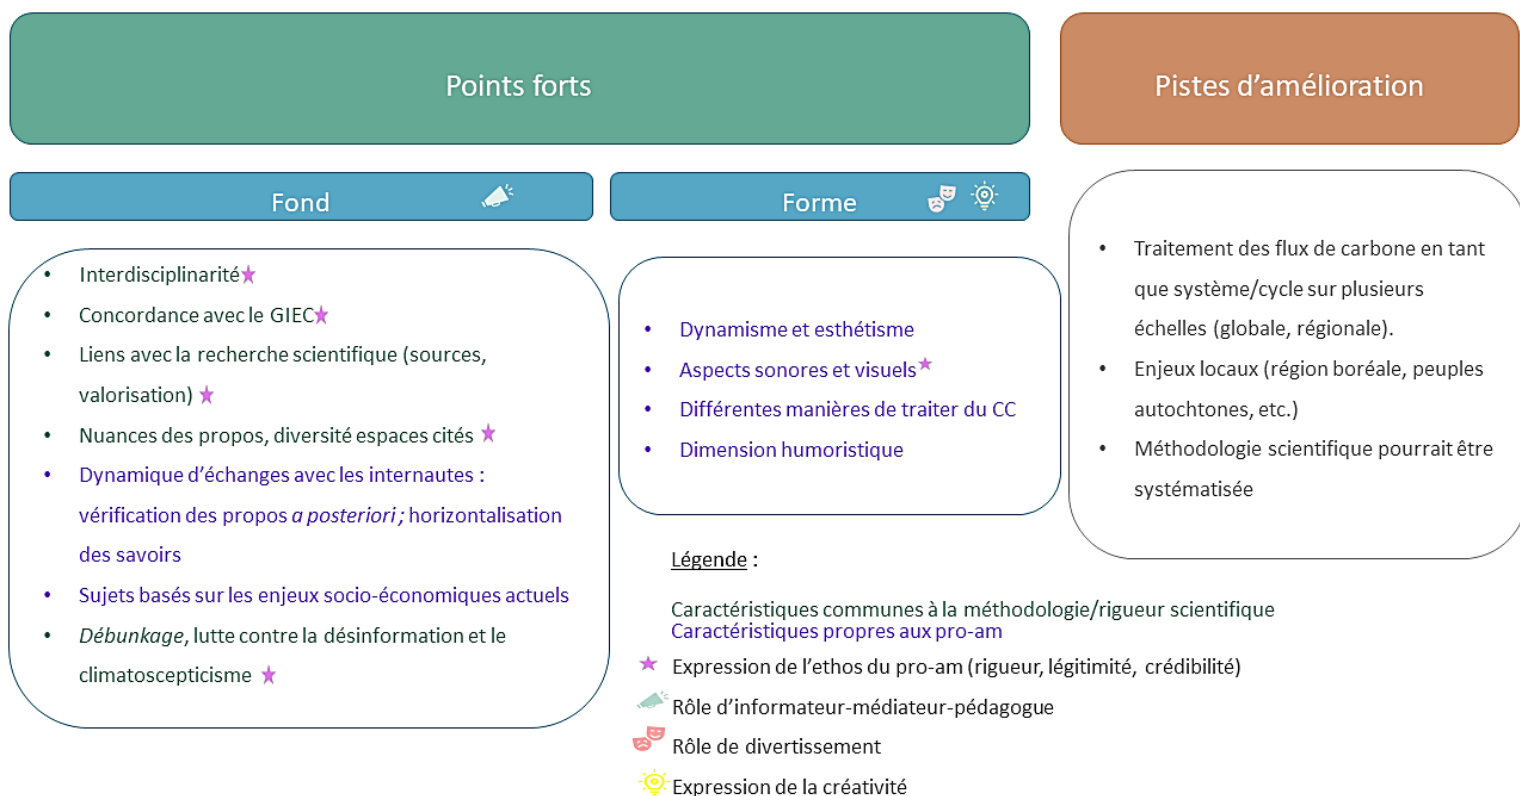 Points forts
Pistes d'amélioration
Fond
Forme
• Interdisciplinarité
• Concordance avec le GIEC
• Liens avec la recherche scientifique (sources,
valorisation)
• Nuances des propos, diversité espaces cités
• Dynamique d'échanges avec les internautes :
vérification des propos a posteriori ; horizontalisation
des savoirs
• Sujets basés sur les enjeux socio-économiques actuels
• Débunkage, lutte contre la désinformation et le
climatoscepticisme
• Dynamisme et esthétisme
• Aspects sonores et visuels
• Différentes manières de traiter du CC
• Dimension humoristique
• Traitement des flux de carbone en tant
que système/cycle sur plusieurs
échelles (globale, régionale).
• Enjeux locaux (région boréale, peuples
autochtones, etc.)
• Méthodologie scientifique pourrait être
systématisée
Légende :
Caractéristiques communes à la méthodologie/rigueur scientifique
Caractéristiques propres aux pro-am
Expression de l'ethos du pro-am (rigueur, légitimité, crédibilité)
Rôle d'informateur-médiateur-pédagogue
Rôle de divertissement
Expression de la créativité